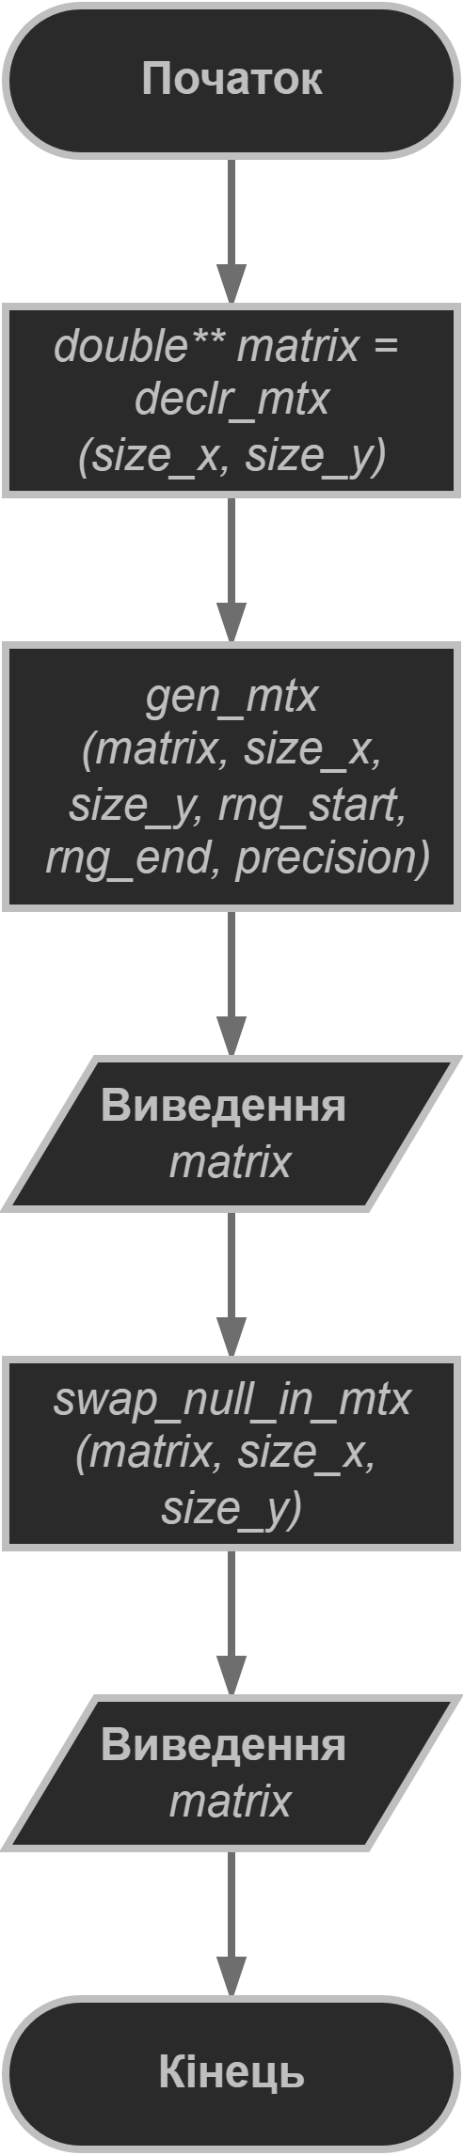 Початок
double** matrix =
declr_mtx
(size_x, size_y)
gen_mtx
(matrix, size_x,
size_y, rng_start,
rng_end, precision)
Виведення
matrix
swap_null_in_mtx
(matrix, size_x,
size_y)
Виведення
matrix
Кінець